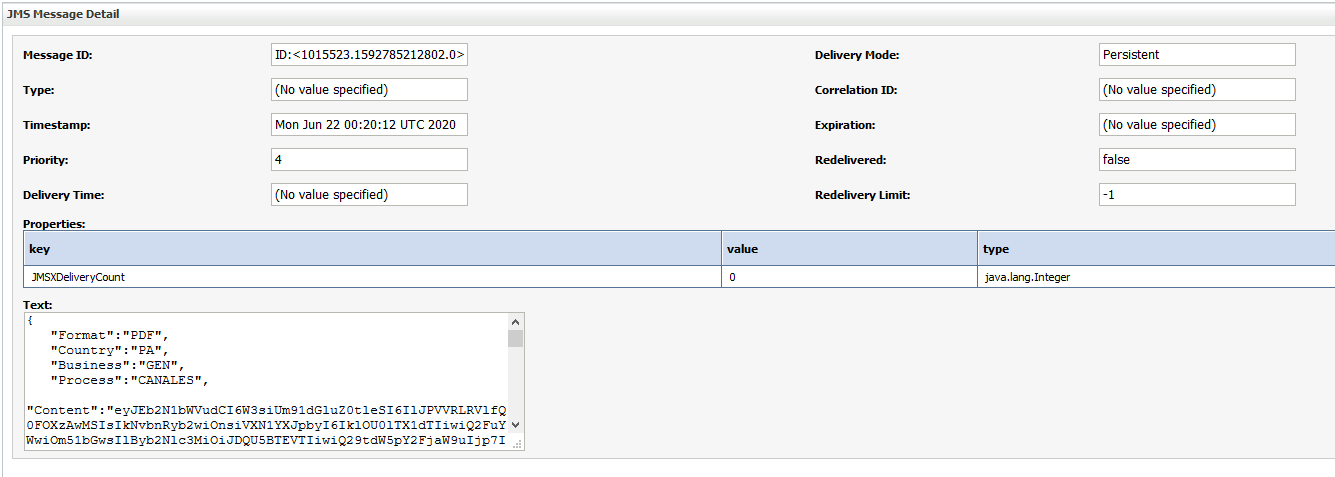 JMS Message Detail
Message ID: ID:<1015523.1592785212802.0> Delivery Mode: Persistent
Type: (No value specified) Correlation ID: (No value specified)
Timestamp: Mon Jun 22 00:20:12 UTC 2020 Expiration: (No value specified)
Priority: 4 Redelivered: false
Delivery Time: (No value specified) Redelivery Limit: -1
Properties:
key value type
JMSXDeliveryCount 0 java.lang.Integer
Text:
{
"Format":"PDF",
"Country":"PA",
"Business":"GEN",
"Process":"CANALES",
"Content":"eyJEb2N1bWVudCI6W3siUm91dGluZ0tleSI6IlJPVVRLRVlfQ
0FOXzAwMSIsIkNvbnRyb2wiOnsiVXN1YXJpbyI6IklOU0lTX1dTIiwiQ2FuY
WwiOm51bGwsIlByb2Nlc3MiOiJDQU5BTEVTIiwiQ29tdW5pY2FjaW9uIjp7I